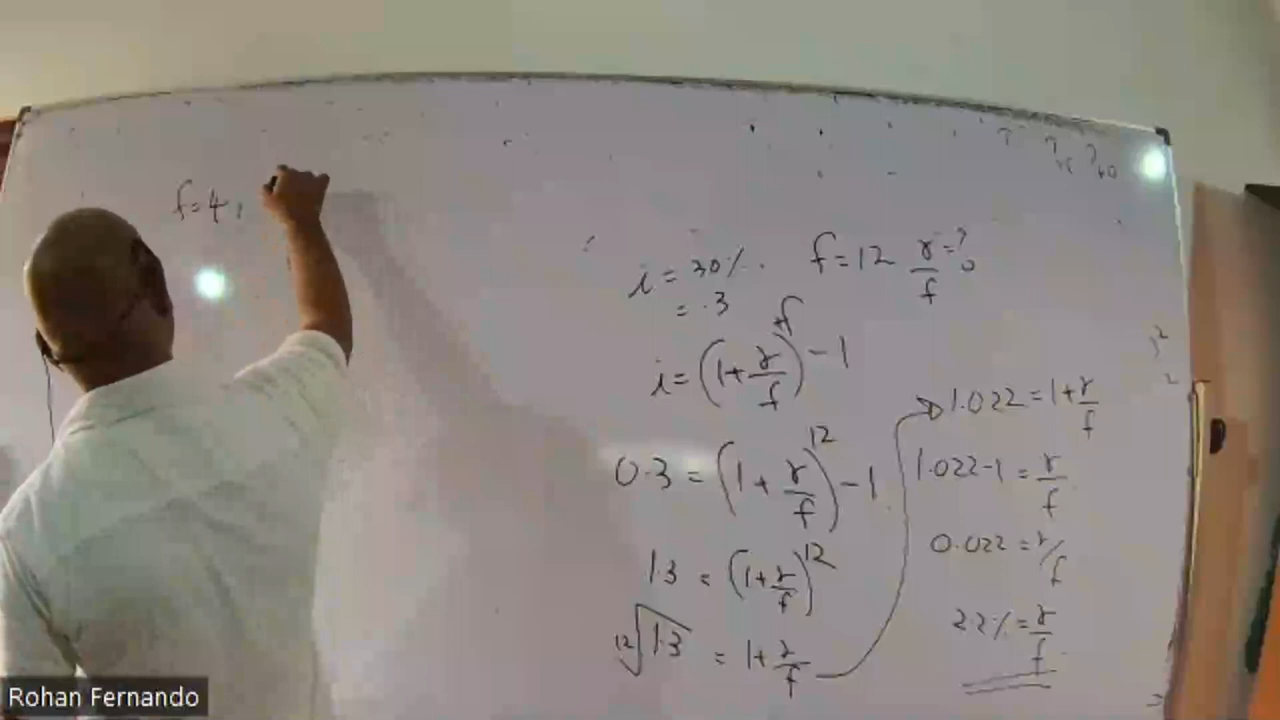 f=4,
i = 30%. f=12 r/f = ?
= .3
i = (1+r/f)^f - 1
0.3 = (1 + r/f)^12 - 1
1.3 = (1+r/f)^12
12√1.3 = 1+r/f
1.022 = 1+r/f
1.022-1 = r/f
0.022 = r/f
2.2% = r/f
Rohan Fernando